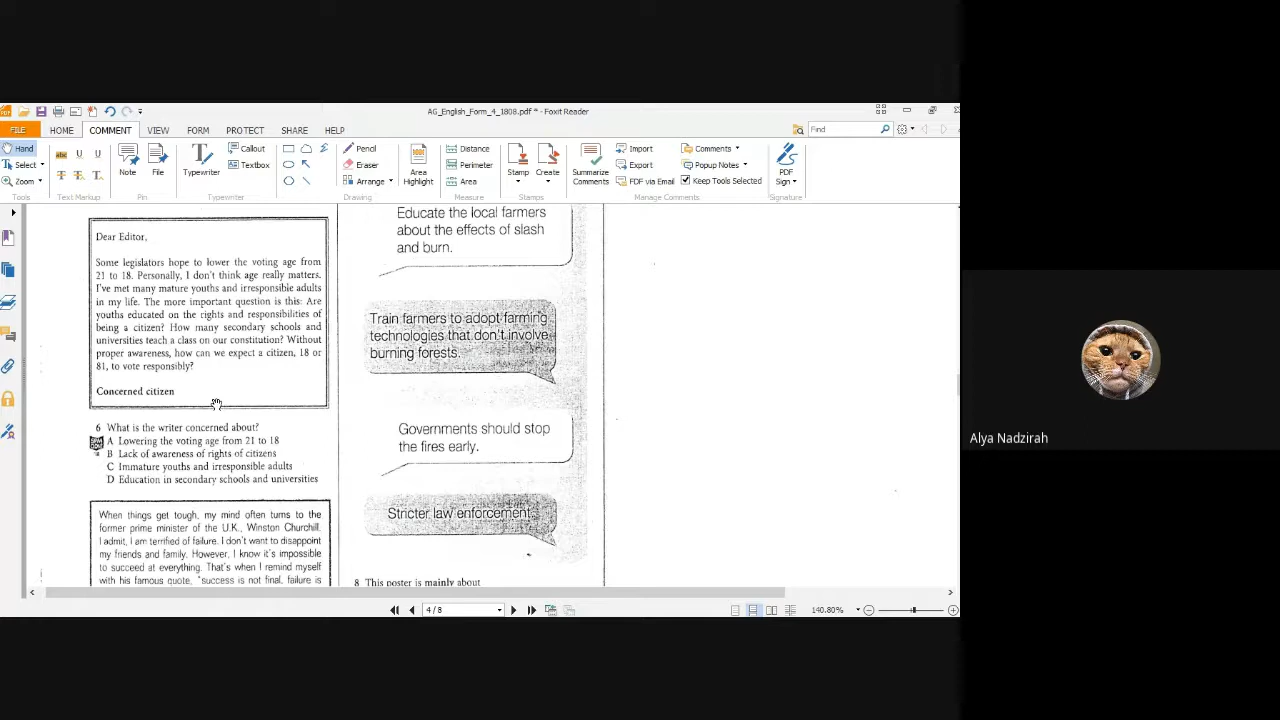 AG_English_Form_4_1808.pdf * - Foxit Reader
FILE HOME COMMENT VIEW FORM PROTECT SHARE HELP
Find
Hand
Select
Zoom
Tools
Text Markup
Note
File
Pin
Typewriter
Callout
Textbox
Typewriter
Pencil
Eraser
Arrange
Drawing
Area Highlight
Distance
Perimeter
Area
Measure
Stamp
Create
Stamps
Summarize Comments
Import
Export
PDF via Email
Comments
Popup Notes
Keep Tools Selected
Manage Comments
PDF Sign
Signature
Dear Editor,
Some legislators hope to lower the voting age from
21 to 18. Personally, I don't think age really matters.
I've met many mature youths and irresponsible adults
in my life. The more important question is this: Are
youths educated on the rights and responsibilities of
being a citizen? How many secondary schools and
universities teach a class on our constitution? Without
proper awareness, how can we expect a citizen, 18 or
81, to vote responsibly?
Concerned citizen
6 What is the writer concerned about?
A Lowering the voting age from 21 to 18
B Lack of awareness of rights of citizens
C Immature youths and irresponsible adults
D Education in secondary schools and universities
When things get tough, my mind often turns to the
former prime minister of the U.K., Winston Churchill.
I admit, I am terrified of failure. I don't want to disappoint
my friends and family. However, I know it's impossible
to succeed at everything. That's when I remind myself
with his famous quote, "success is not final, failure is
Educate the local farmers
about the effects of slash
and burn.
Train farmers to adopt farming
technologies that don't involve
burning forests.
Governments should stop
the fires early.
Stricter law enforcement.
8 This poster is mainly about
4 / 8
140.80%
Alya Nadzirah